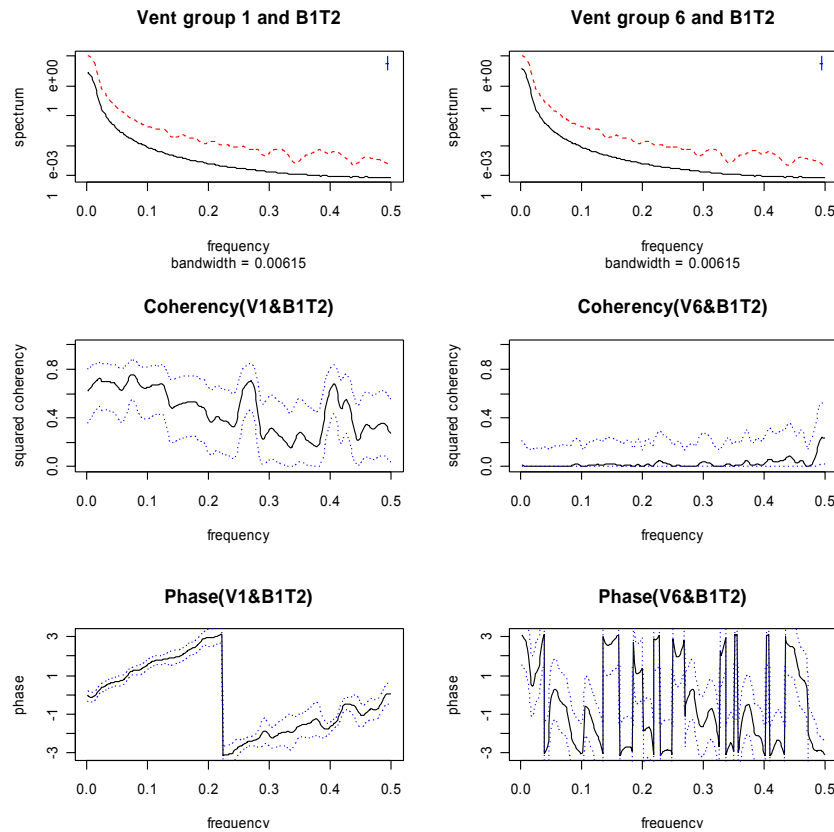 Vent group 1 and B1T2
spectrum
1 e-03
1 e+00
0.0 0.1 0.2 0.3 0.4 0.5
frequency
bandwidth = 0.00615
Vent group 6 and B1T2
spectrum
1 e-03
1 e+00
0.0 0.1 0.2 0.3 0.4 0.5
frequency
bandwidth = 0.00615
Coherency(V1&B1T2)
squared coherency
0.0 0.4 0.8
0.0 0.1 0.2 0.3 0.4 0.5
frequency
Coherency(V6&B1T2)
squared coherency
0.0 0.4 0.8
0.0 0.1 0.2 0.3 0.4 0.5
frequency
Phase(V1&B1T2)
phase
-3 -1 1 3
0.0 0.1 0.2 0.3 0.4 0.5
frequency
Phase(V6&B1T2)
phase
-3 -1 1 3
0.0 0.1 0.2 0.3 0.4 0.5
frequency